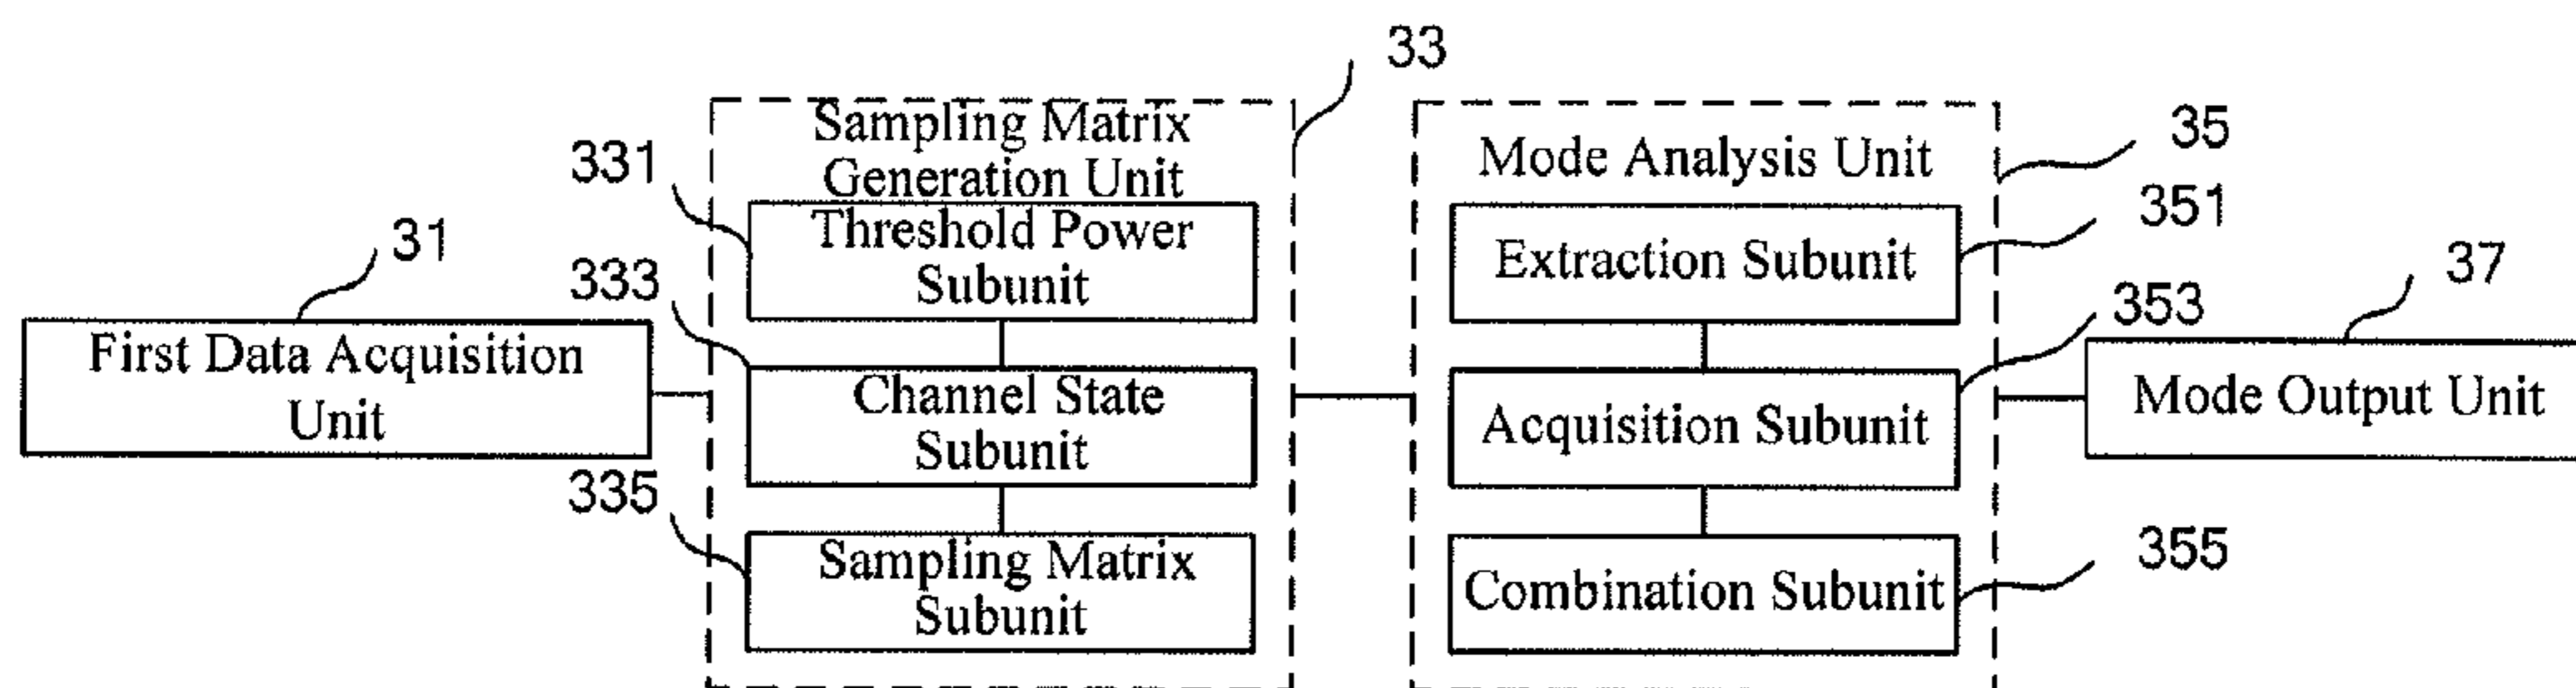 31
First Data Acquisition
Unit
33
Sampling Matrix
Generation Unit
331
Threshold Power
Subunit
333
Channel State
Subunit
335
Sampling Matrix
Subunit
35
Mode Analysis Unit
351
Extraction Subunit
353
Acquisition Subunit
355
Combination Subunit
37
Mode Output Unit